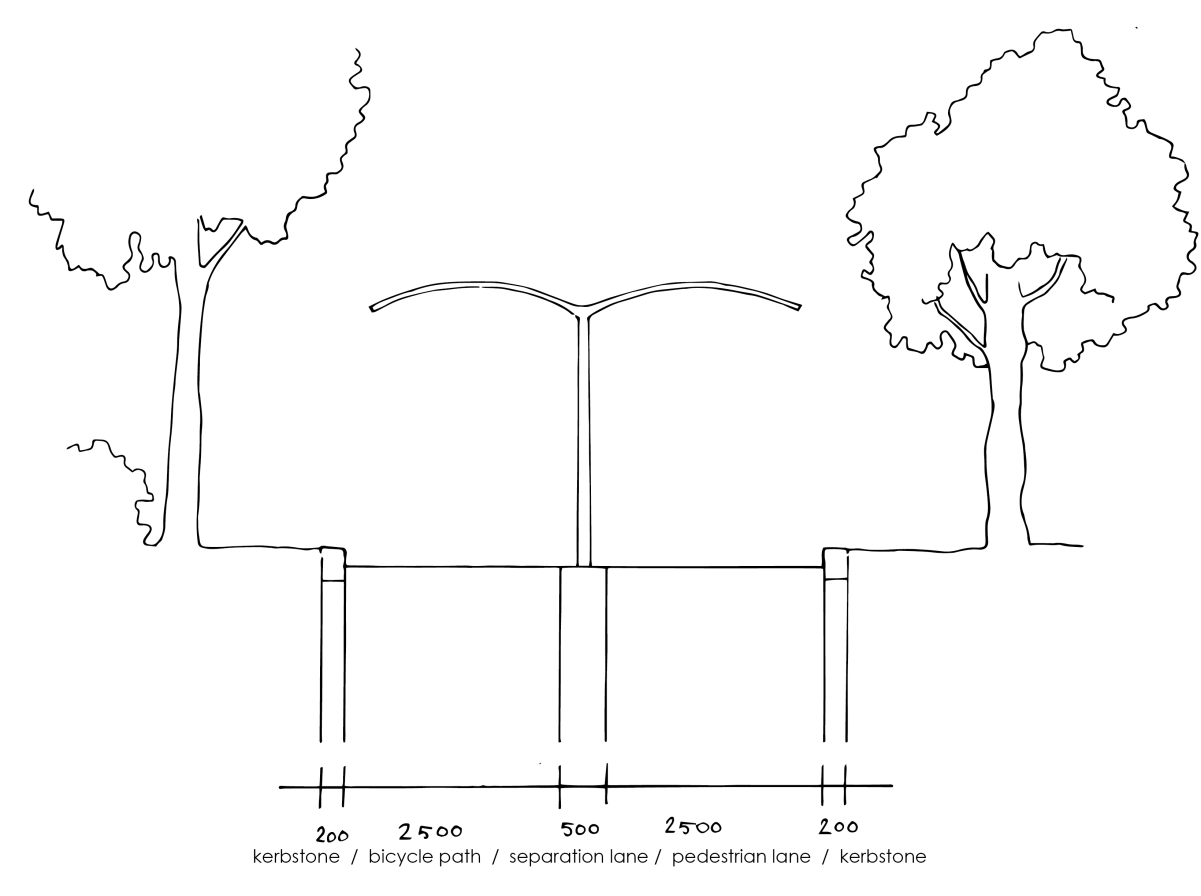 200 2500 500 2500 200
kerbstone / bicycle path / separation lane / pedestrian lane / kerbstone